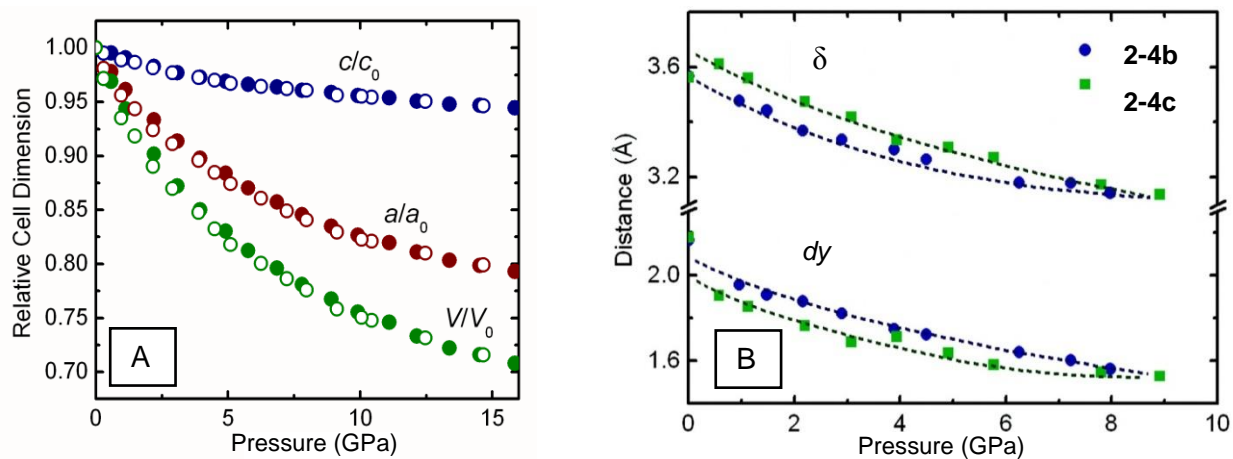 1.00
0.95
0.90
0.85
0.80
0.75
0.70
Relative Cell Dimension
c/c0
a/a0
V/V0
A
0 5 10 15
Pressure (GPa)
B
3.6
3.2
2.0
1.6
Distance (Å)
δ
dy
2-4b
2-4c
0 2 4 6 8 10
Pressure (GPa)